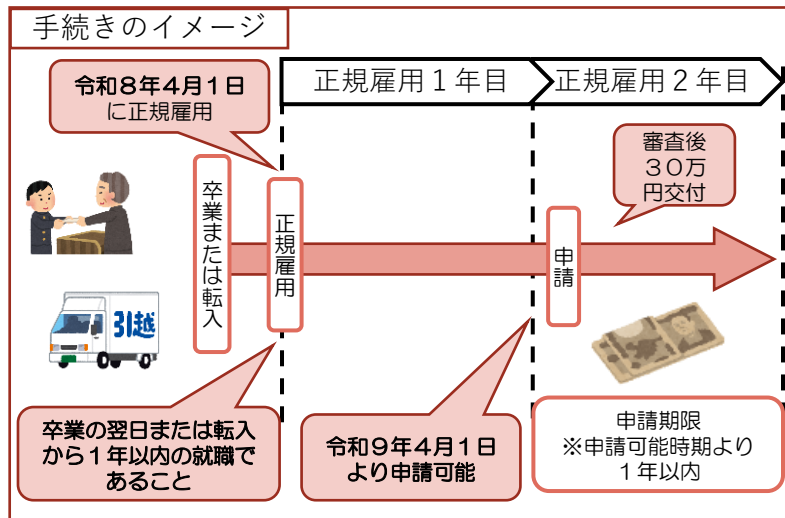 手続きのイメージ
令和8年4月1日
に正規雇用
正規雇用１年目
正規雇用２年目
審査後
３０万
円交付
卒業または転入
正規雇用
申請
引越
卒業の翌日または転入
から１年以内の就職で
あること
令和9年4月1日
より申請可能
申請期限
※申請可能時期より
１年以内